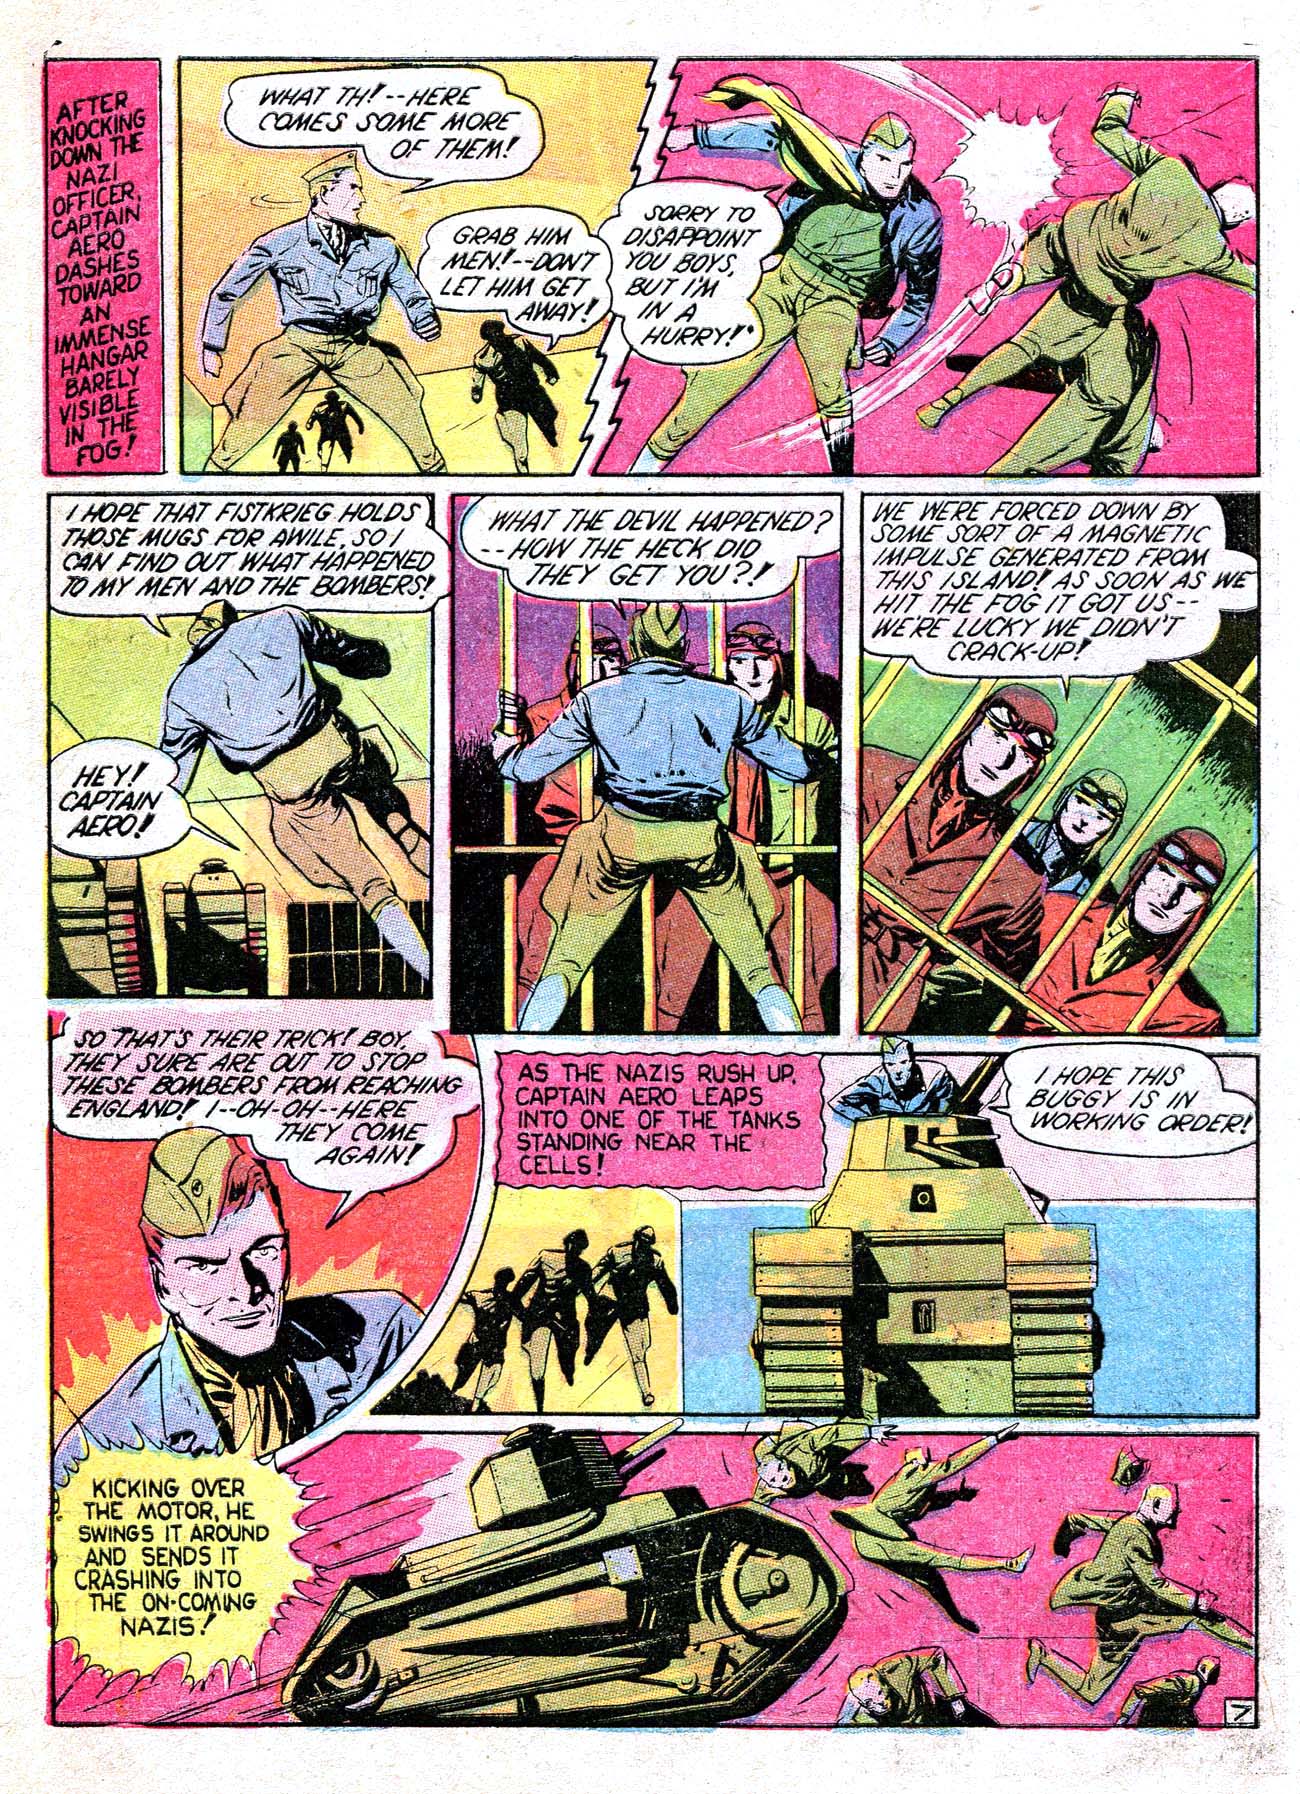 AFTER
KNOCKING
DOWN THE
NAZI
OFFICER,
CAPTAIN
AERO
DASHES
TOWARD
AN
IMMENSE
HANGAR
BARELY
VISIBLE
IN THE
FOG!
WHAT TH! -- HERE
COMES SOME MORE
OF THEM!
GRAB HIM
MEN! -- DON'T
LET HIM GET
AWAY!
SORRY TO
DISAPPOINT
YOU BOYS,
BUT I'M
IN A
HURRY!
I HOPE THAT FISTKRIEG HOLDS
THOSE MUGS FOR AWILE, SO I
CAN FIND OUT WHAT HAPPENED
TO MY MEN AND THE BOMBERS!
HEY!
CAPTAIN
AERO!
WHAT THE DEVIL HAPPENED?
-- HOW THE HECK DID
THEY GET YOU?!
WE WERE FORCED DOWN BY
SOME SORT OF A MAGNETIC
IMPULSE GENERATED FROM
THIS ISLAND! AS SOON AS WE
HIT THE FOG IT GOT US --
WE'RE LUCKY WE DIDN'T
CRACK-UP!
SO THAT'S THEIR TRICK! BOY,
THEY SURE ARE OUT TO STOP
THESE BOMBERS FROM REACHING
ENGLAND! I -- OH-OH -- HERE
THEY COME
AGAIN!
AS THE NAZIS RUSH UP,
CAPTAIN AERO LEAPS
INTO ONE OF THE TANKS
STANDING NEAR THE
CELLS!
I HOPE THIS
BUGGY IS IN
WORKING ORDER!
KICKING OVER
THE MOTOR, HE
SWINGS IT AROUND
AND SENDS IT
CRASHING INTO
THE ON-COMING
NAZIS!
7